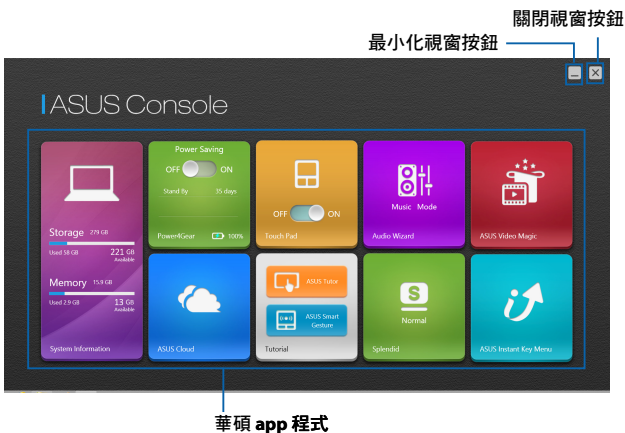 關閉視窗按鈕
最小化視窗按鈕
ASUS Console
Power Saving
OFF ON
Stand By 35 days
Power4Gear 100%
OFF ON
Touch Pad
Music Mode
Audio Wizard
ASUS Video Magic
Storage 279 GB
Used 58 GB 221 GB
Available
Memory 15.9 GB
Used 2.9 GB 13 GB
Available
System Information
ASUS Cloud
ASUS Tutor
ASUS Smart
Gesture
Tutorial
S
Normal
Splendid
ASUS Instant Key Menu
華碩 app 程式